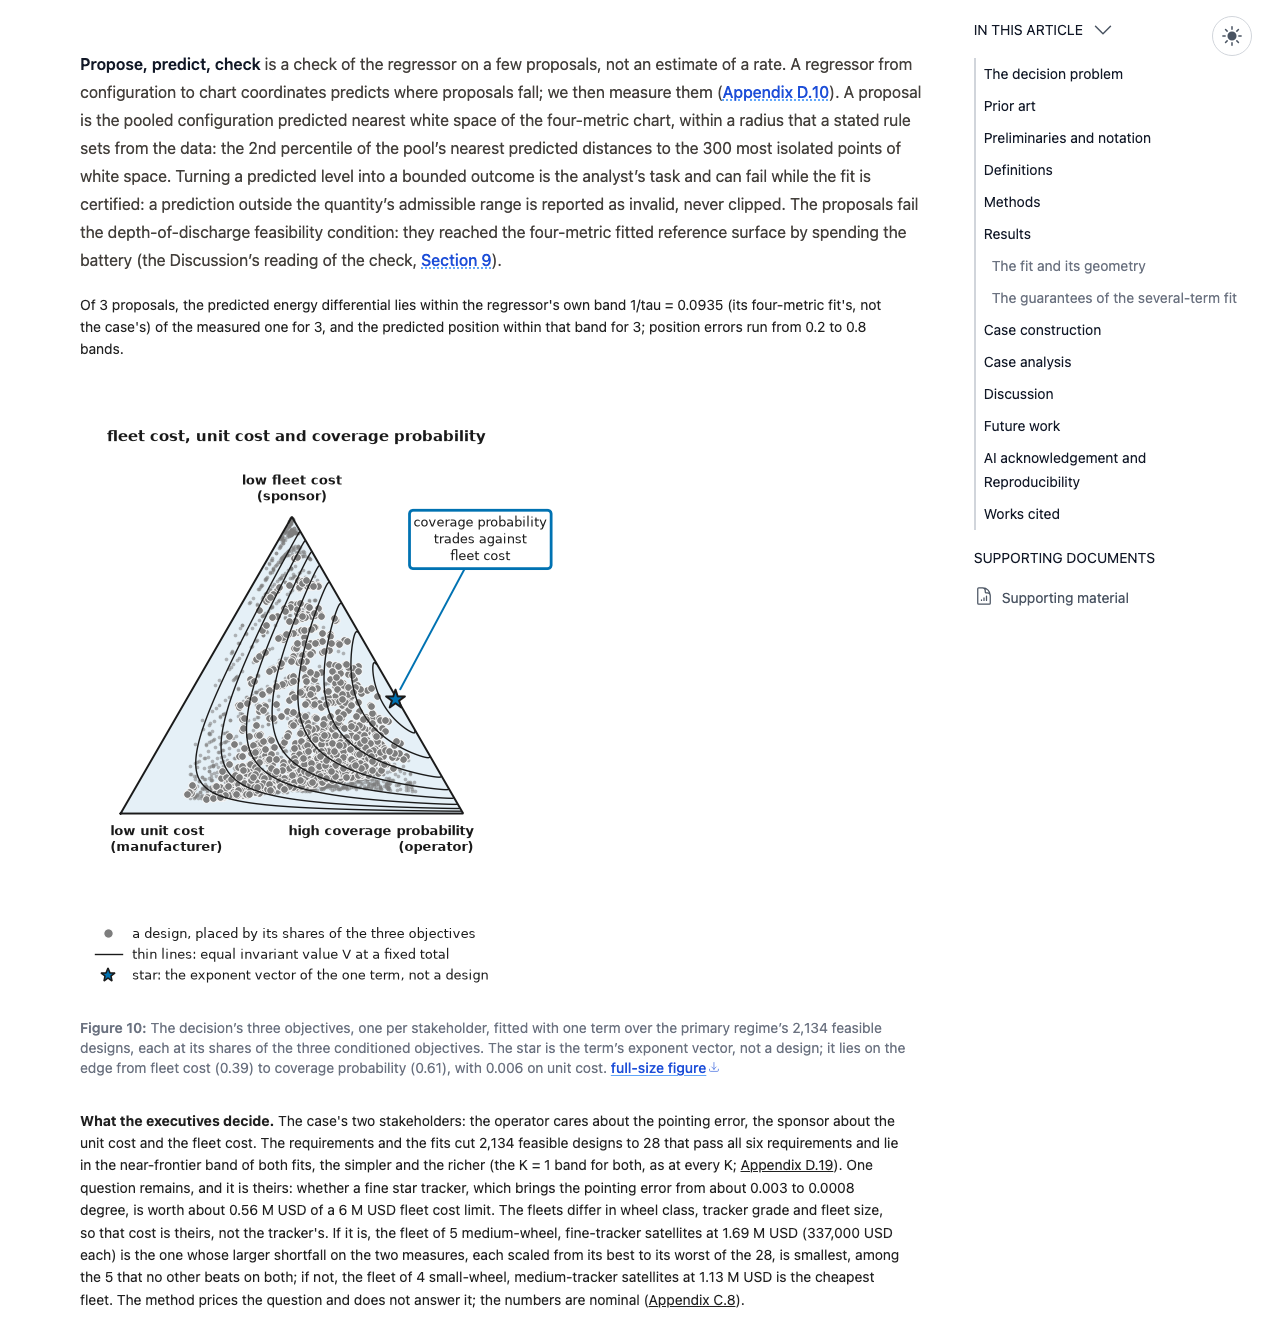 Propose, predict, check is a check of the regressor on a few proposals, not an estimate of a rate. A regressor from
configuration to chart coordinates predicts where proposals fall; we then measure them (Appendix D.10). A proposal
is the pooled configuration predicted nearest white space of the four-metric chart, within a radius that a stated rule
sets from the data: the 2nd percentile of the pool’s nearest predicted distances to the 300 most isolated points of
white space. Turning a predicted level into a bounded outcome is the analyst’s task and can fail while the fit is
certified: a prediction outside the quantity’s admissible range is reported as invalid, never clipped. The proposals fail
the depth-of-discharge feasibility condition: they reached the four-metric fitted reference surface by spending the
battery (the Discussion’s reading of the check, Section 9).
Of 3 proposals, the predicted energy differential lies within the regressor's own band 1/tau = 0.0935 (its four-metric fit's, not
the case's) of the measured one for 3, and the predicted position within that band for 3; position errors run from 0.2 to 0.8
bands.
fleet cost, unit cost and coverage probability
low fleet cost
(sponsor)
coverage probability
trades against
fleet cost
low unit cost
(manufacturer)
high coverage probability
(operator)
a design, placed by its shares of the three objectives
thin lines: equal invariant value V at a fixed total
star: the exponent vector of the one term, not a design
Figure 10: The decision’s three objectives, one per stakeholder, fitted with one term over the primary regime’s 2,134 feasible
designs, each at its shares of the three conditioned objectives. The star is the term’s exponent vector, not a design; it lies on the
edge from fleet cost (0.39) to coverage probability (0.61), with 0.006 on unit cost. full-size figure
What the executives decide. The case's two stakeholders: the operator cares about the pointing error, the sponsor about the
unit cost and the fleet cost. The requirements and the fits cut 2,134 feasible designs to 28 that pass all six requirements and lie
in the near-frontier band of both fits, the simpler and the richer (the K = 1 band for both, as at every K; Appendix D.19). One
question remains, and it is theirs: whether a fine star tracker, which brings the pointing error from about 0.003 to 0.0008
degree, is worth about 0.56 M USD of a 6 M USD fleet cost limit. The fleets differ in wheel class, tracker grade and fleet size,
so that cost is theirs, not the tracker's. If it is, the fleet of 5 medium-wheel, fine-tracker satellites at 1.69 M USD (337,000 USD
each) is the one whose larger shortfall on the two measures, each scaled from its best to its worst of the 28, is smallest, among
the 5 that no other beats on both; if not, the fleet of 4 small-wheel, medium-tracker satellites at 1.13 M USD is the cheapest
fleet. The method prices the question and does not answer it; the numbers are nominal (Appendix C.8).
IN THIS ARTICLE
The decision problem
Prior art
Preliminaries and notation
Definitions
Methods
Results
The fit and its geometry
The guarantees of the several-term fit
Case construction
Case analysis
Discussion
Future work
AI acknowledgement and
Reproducibility
Works cited
SUPPORTING DOCUMENTS
Supporting material